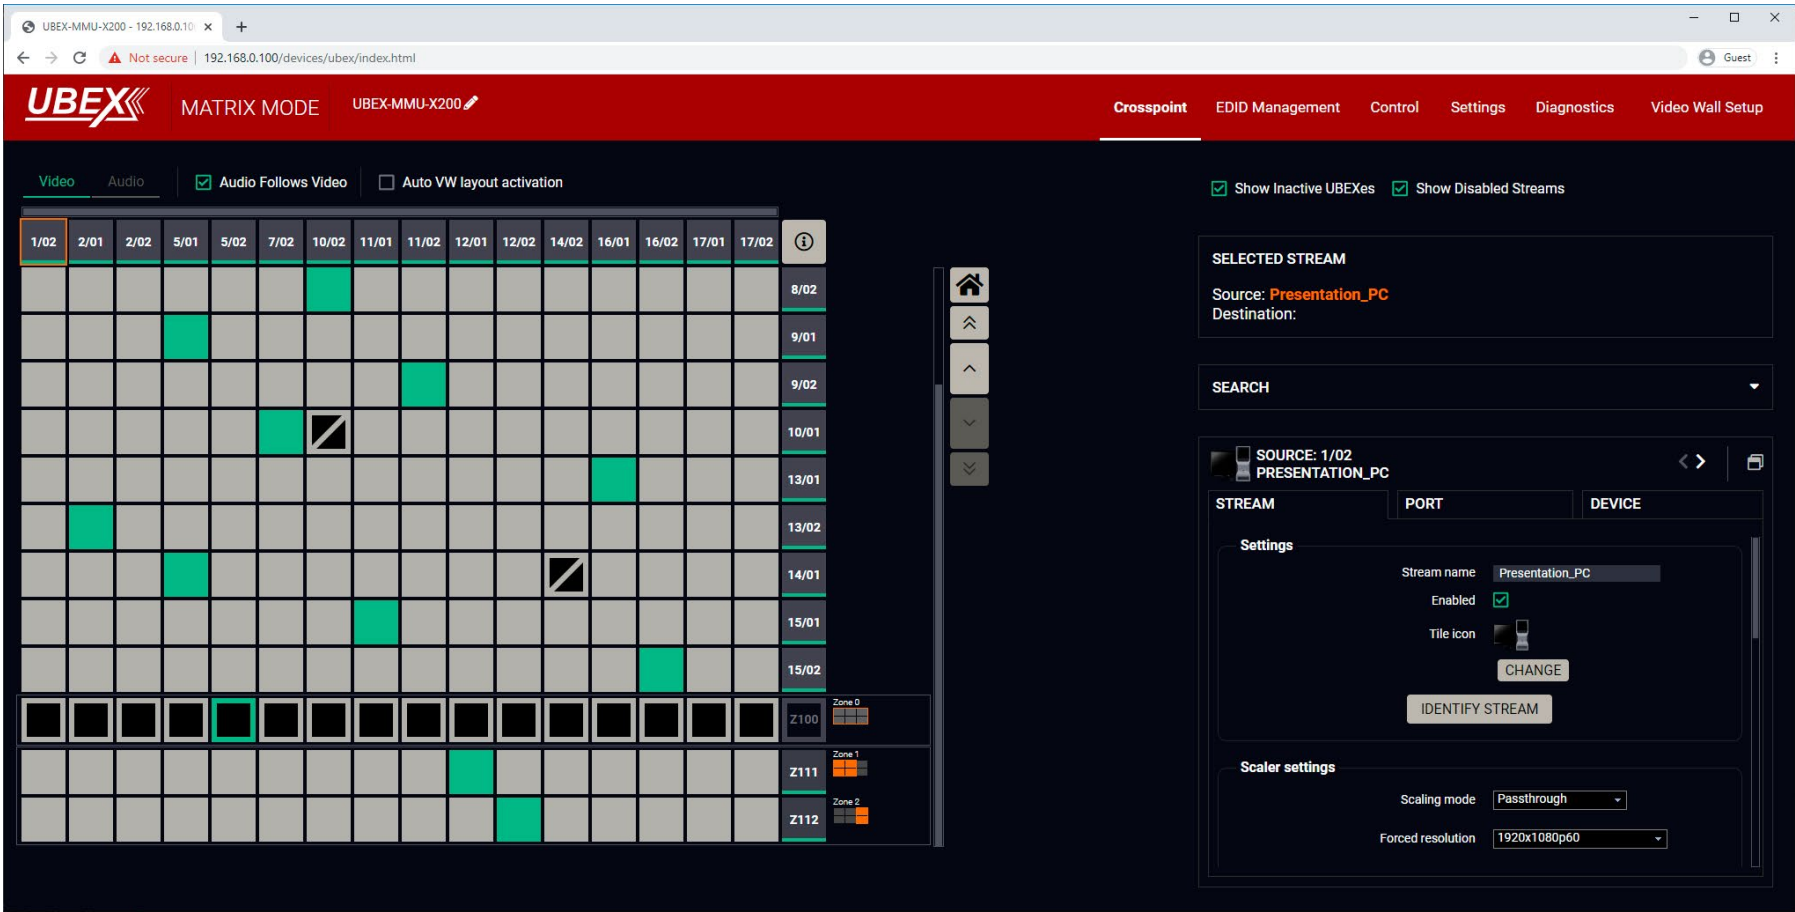 UBEX-MMU-X200 - 192.168.0.10
Not secure | 192.168.0.100/devices/ubex/index.html
Guest
UBEX MATRIX MODE UBEX-MMU-X200
Crosspoint EDID Management Control Settings Diagnostics Video Wall Setup
Video Audio Audio Follows Video Auto VW layout activation
1/02 2/01 2/02 5/01 5/02 7/02 10/02 11/01 11/02 12/01 12/02 14/02 16/01 16/02 17/01 17/02
8/02
9/01
9/02
10/01
13/01
13/02
14/01
15/01
15/02
Z100 Zone 0
Z111 Zone 1
Z112 Zone 2
Show Inactive UBEXes Show Disabled Streams
SELECTED STREAM
Source: Presentation_PC
Destination:
SEARCH
SOURCE: 1/02
PRESENTATION_PC
STREAM PORT DEVICE
Settings
Stream name Presentation_PC
Enabled
Tile icon
CHANGE
IDENTIFY STREAM
Scaler settings
Scaling mode Passthrough
Forced resolution 1920x1080p60